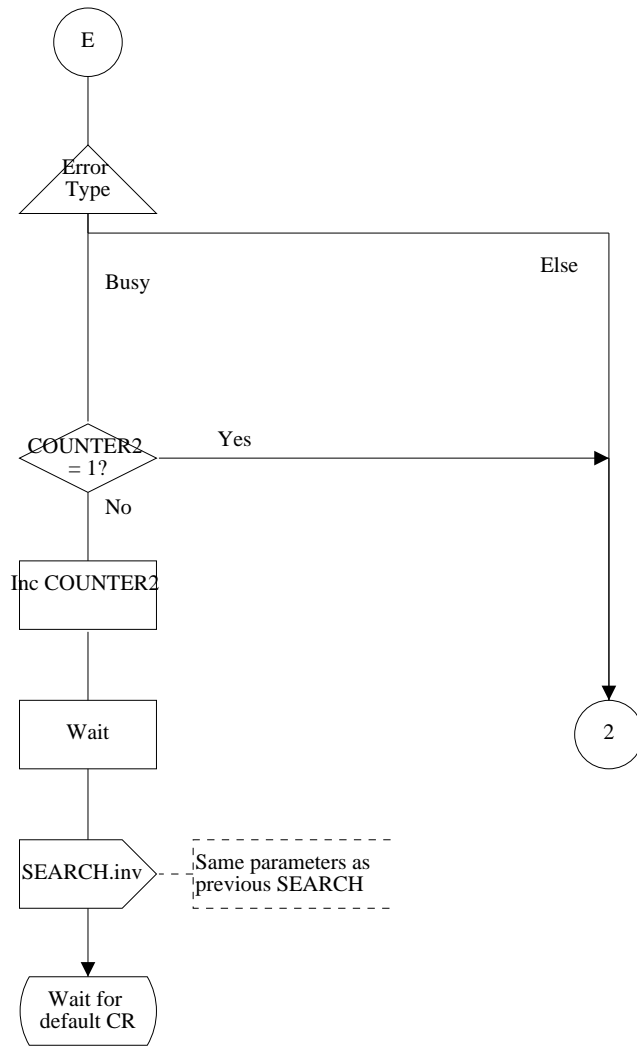 E
Error
Type
Busy
Else
COUNTER2
= 1?
Yes
No
Inc COUNTER2
Wait
2
SEARCH.inv
Same parameters as
previous SEARCH
Wait for
default CR